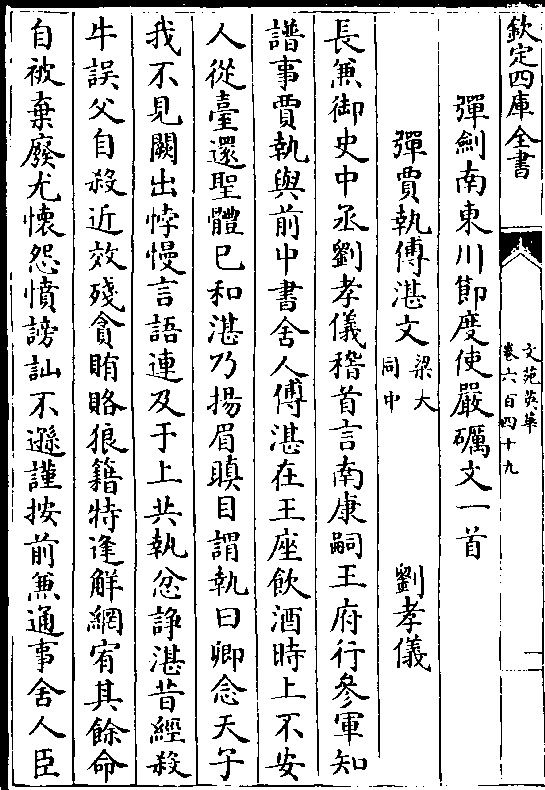 欽定四庫全書
文苑英華
卷六百四十九
一
彈劍南東川節度使嚴礪文一首
彈賈執傅湛文梁大同中　劉孝儀
長兼御史中丞劉孝儀稽首言南康嗣王府行參軍知
譜事賈執與前中書舍人傅湛在王座飲酒時上不安
人從臺還聖體已和湛乃揚眉瞋目謂執曰卿念天子
我不見闕出悖慢言語連及于上共執忿諍湛昔經殺
牛誤父自殺近效殘貪賄賂狼籍特逢解網宥其餘命
自被棄廢尤懷怨憤謗訕不遜謹按前兼通事舍人臣